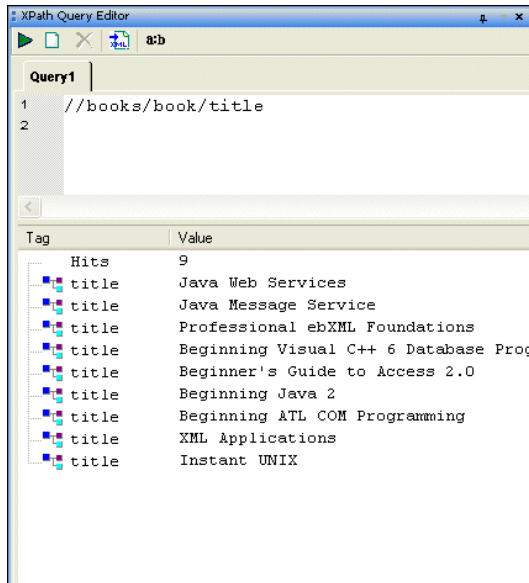 XPath Query Editor
XML a:b
Query1
1 //books/book/title
2
Tag Value
Hits 9
title Java Web Services
title Java Message Service
title Professional ebXML Foundations
title Beginning Visual C++ 6 Database Prog
title Beginner's Guide to Access 2.0
title Beginning Java 2
title Beginning ATL COM Programming
title XML Applications
title Instant UNIX